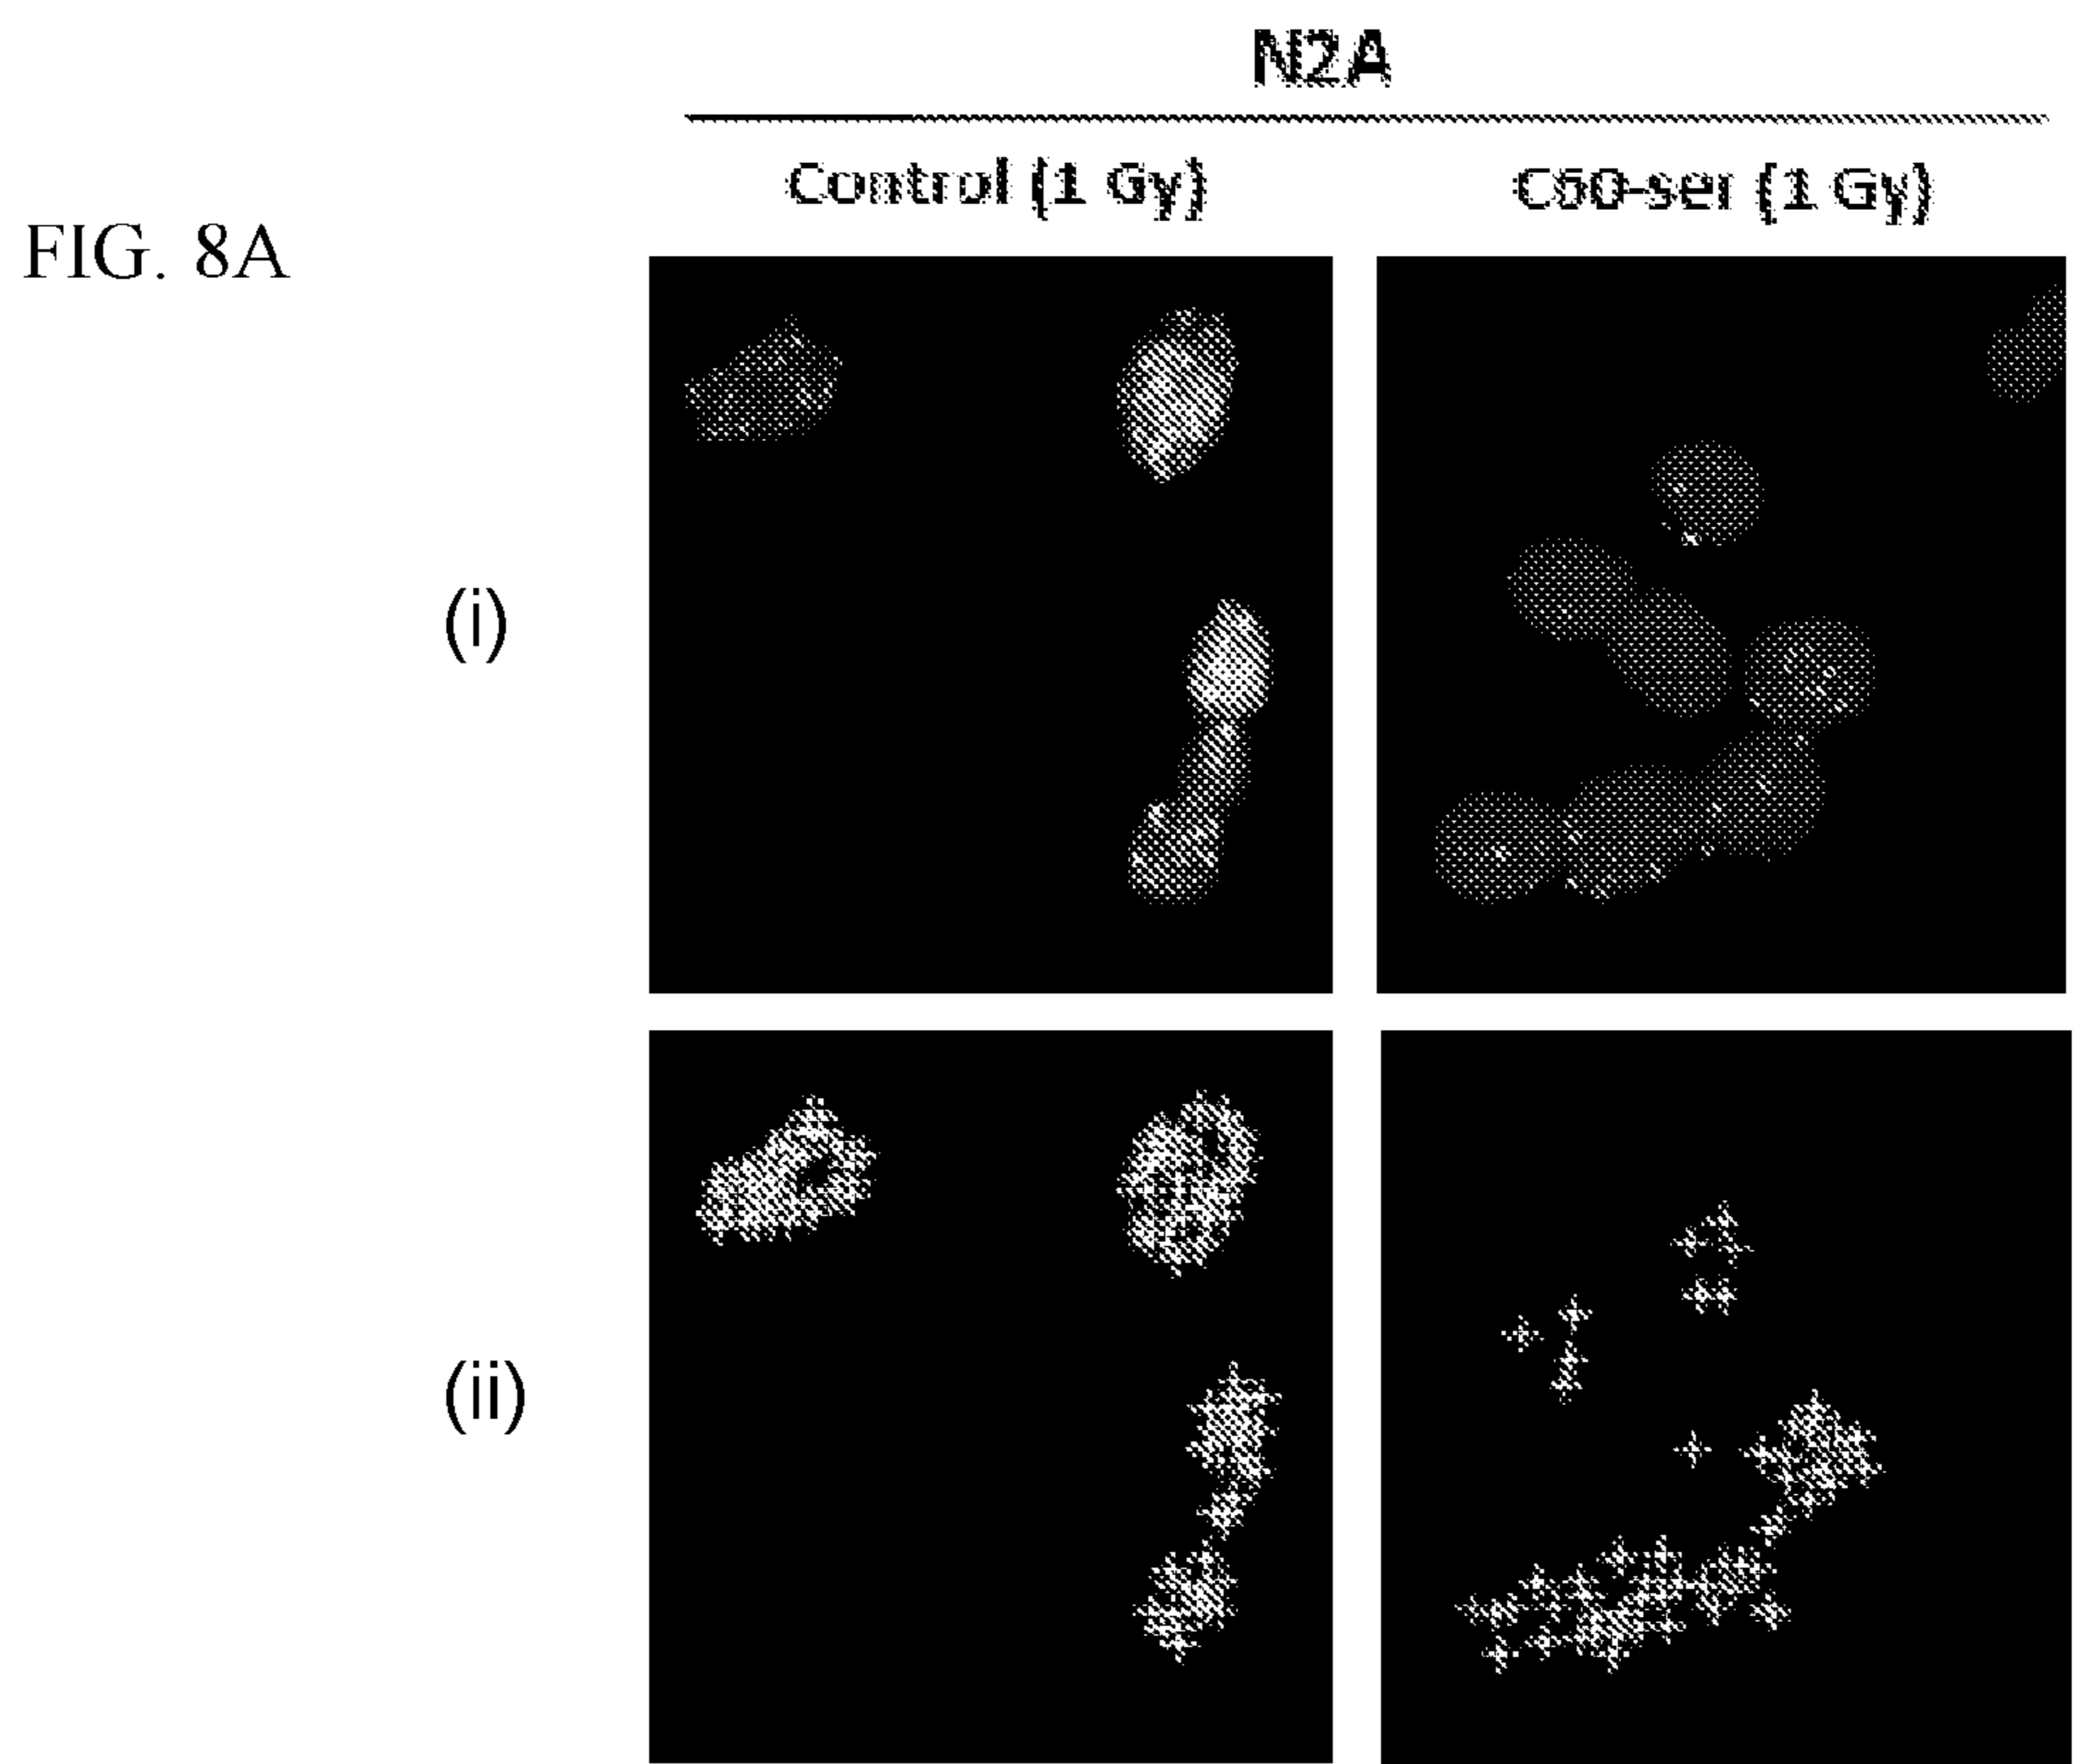 N2A
Control (1 Gy) C60-ser (1 Gy)
FIG. 8A
(i)
(ii)